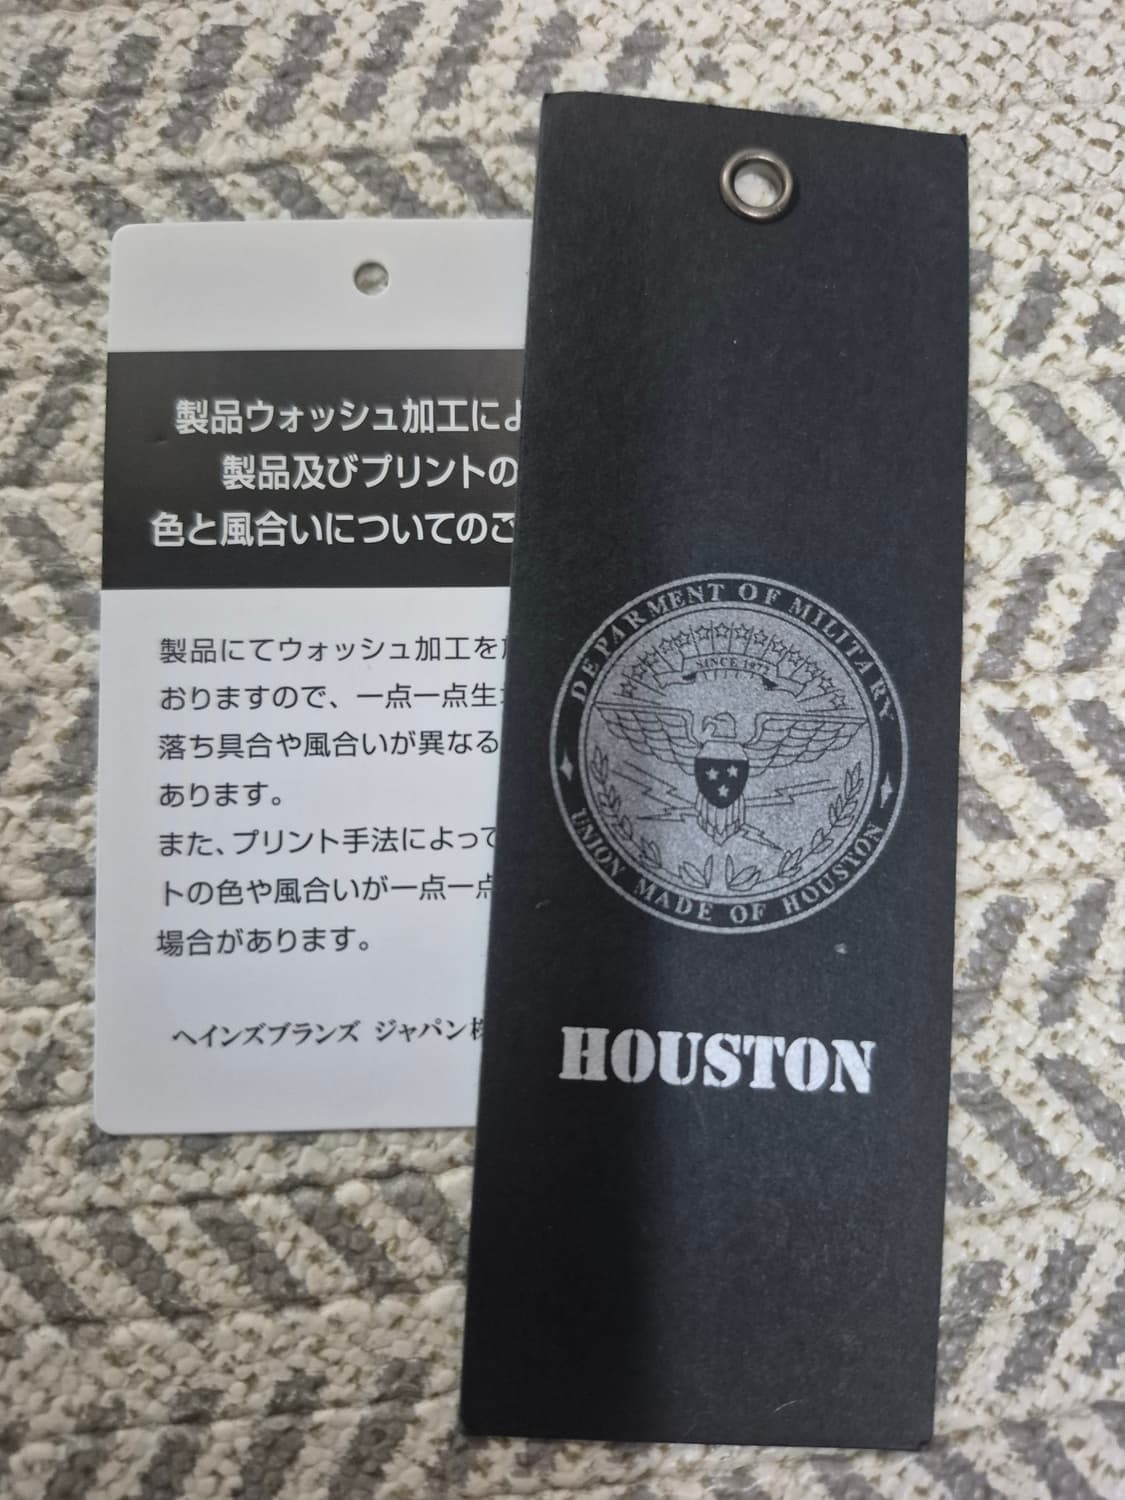 製品ウォッシュ加工によ
製品及びプリントの
色と風合いについてのご
製品にてウォッシュ加工を
おりますので、一点一点生
落ち具合や風合いが異なる
あります。
また、プリント手法によって
トの色や風合いが一点一点
場合があります。
ヘインズブランズ ジャパン株
DEPARMENT OF MILITARY
SINCE 1972
UNION MADE OF HOUSTON
HOUSTON